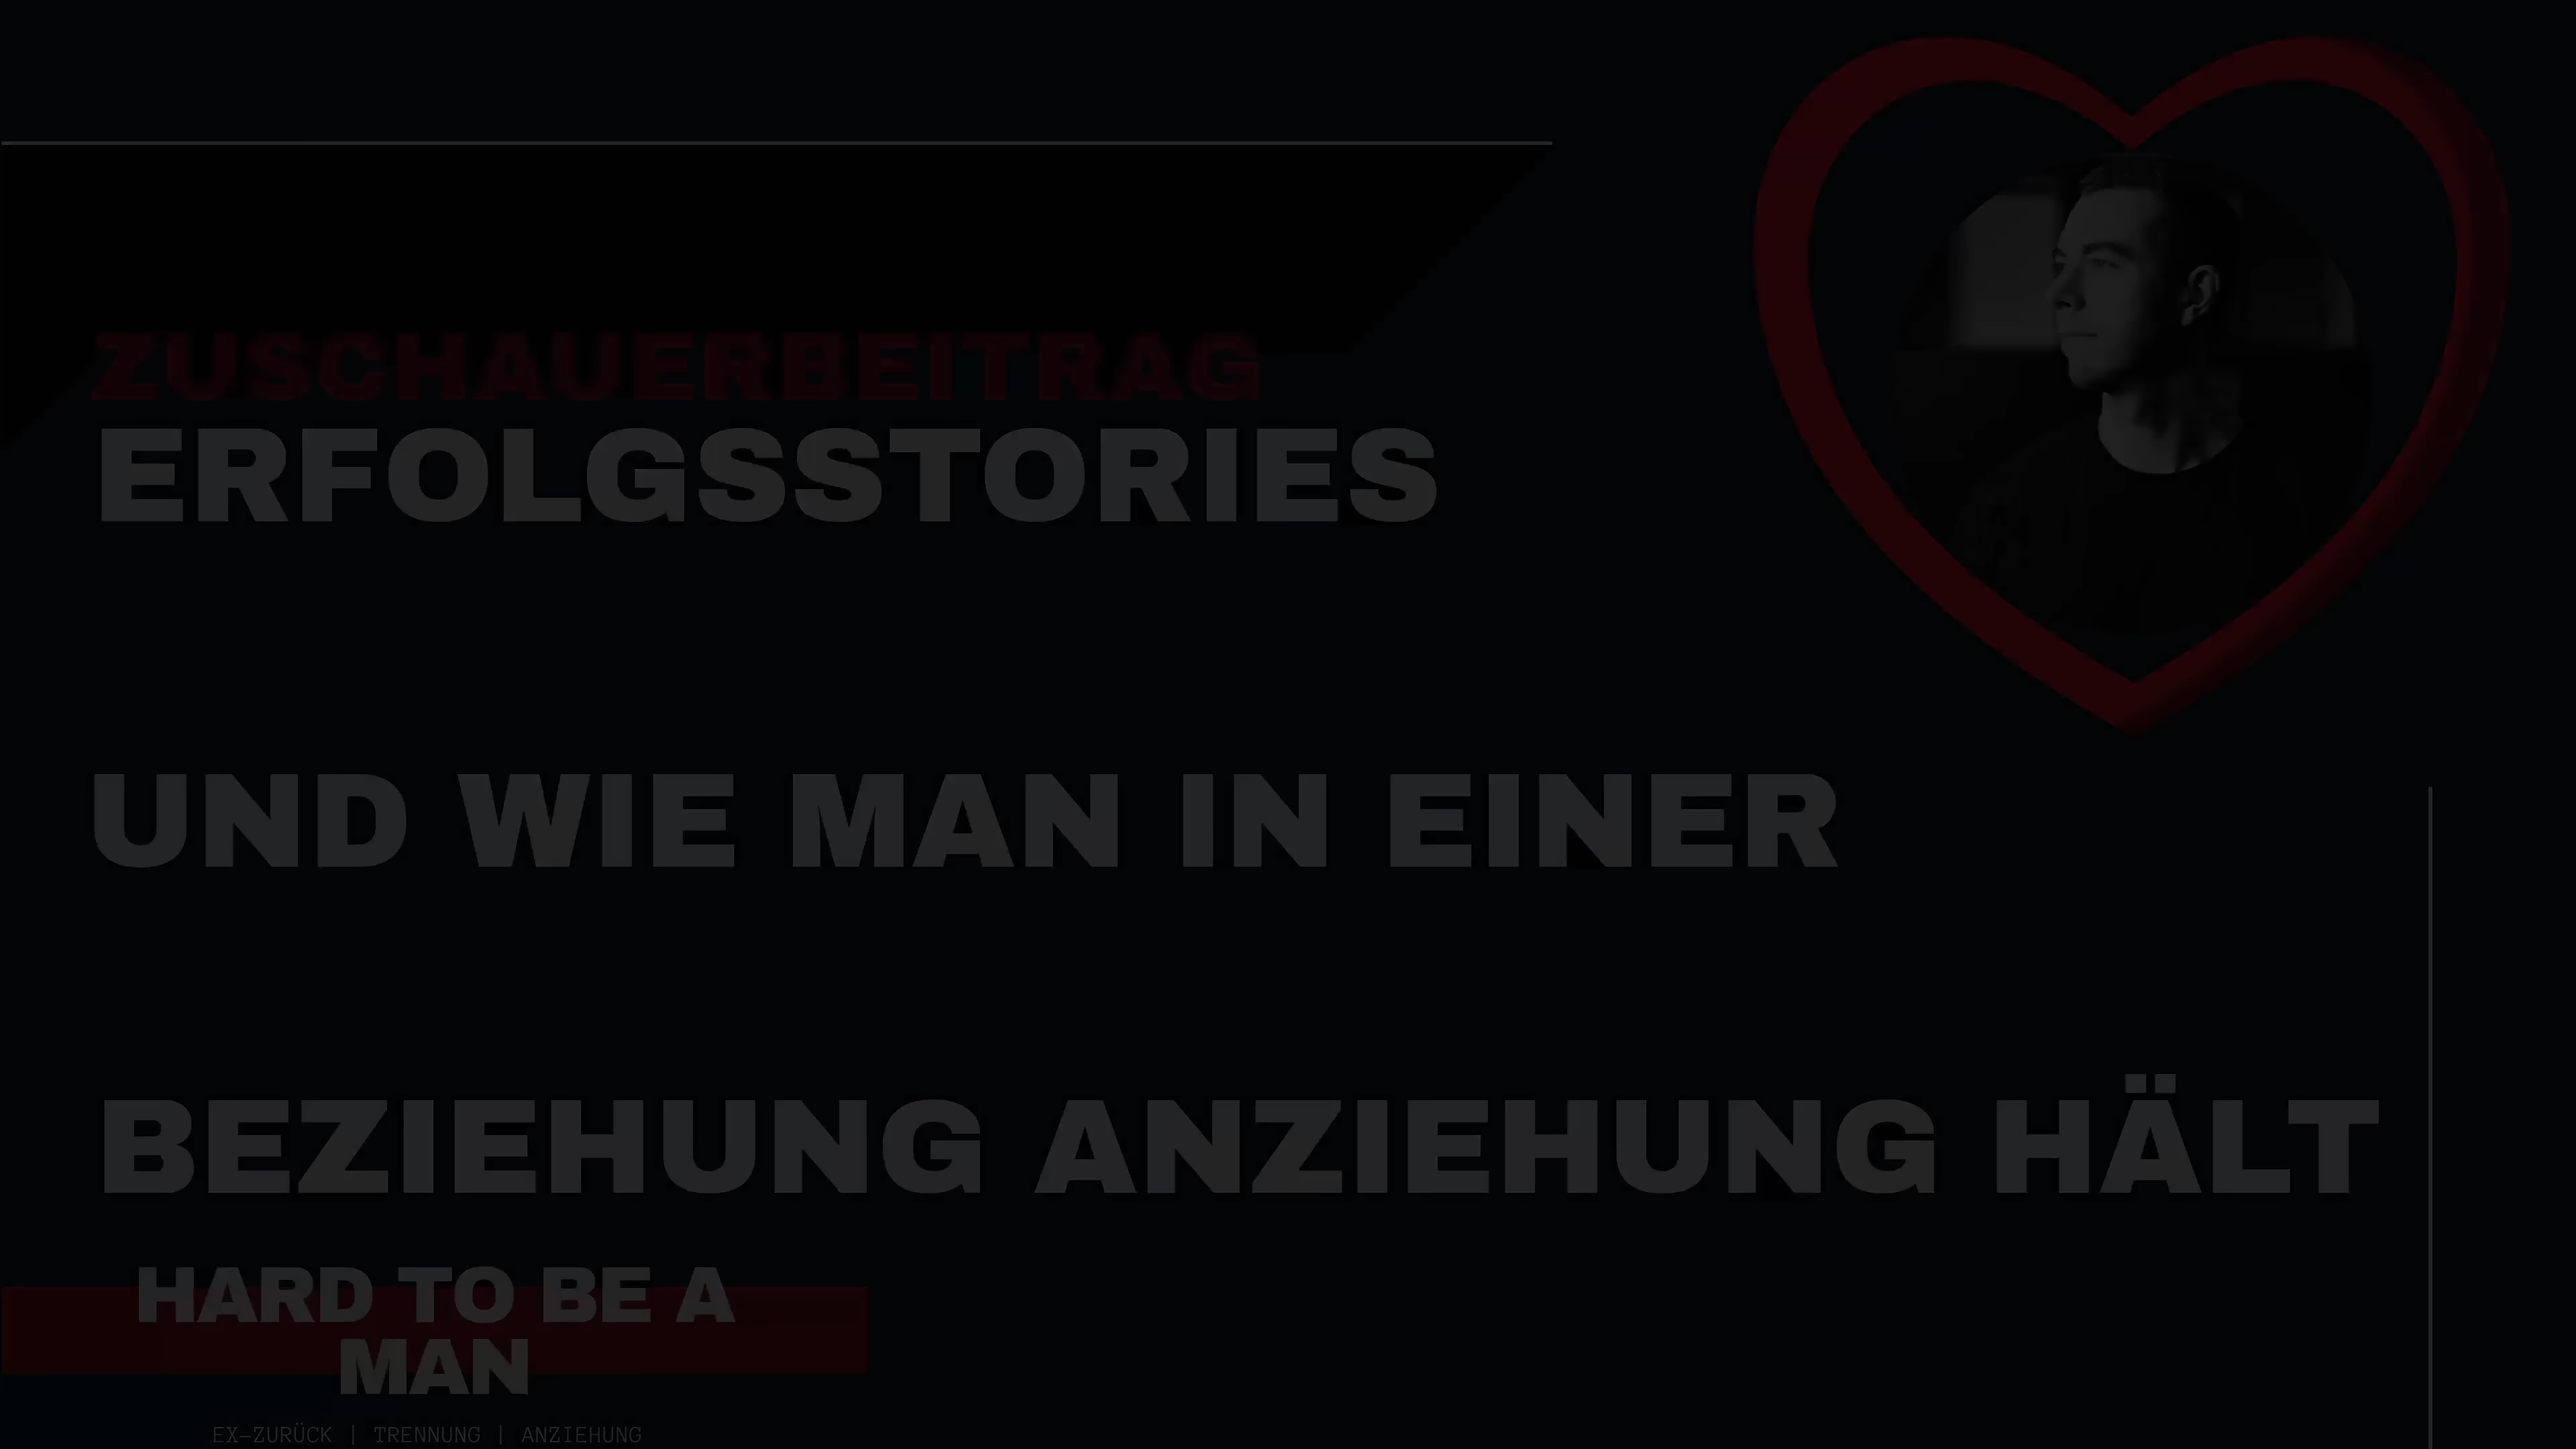 ZUSCHAUERBEITRAG
ERFOLGSSTORIES
UND WIE MAN IN EINER
BEZIEHUNG ANZIEHUNG HÄLT
HARD TO BE A
MAN
EX-ZURÜCK | TRENNUNG | ANZIEHUNG